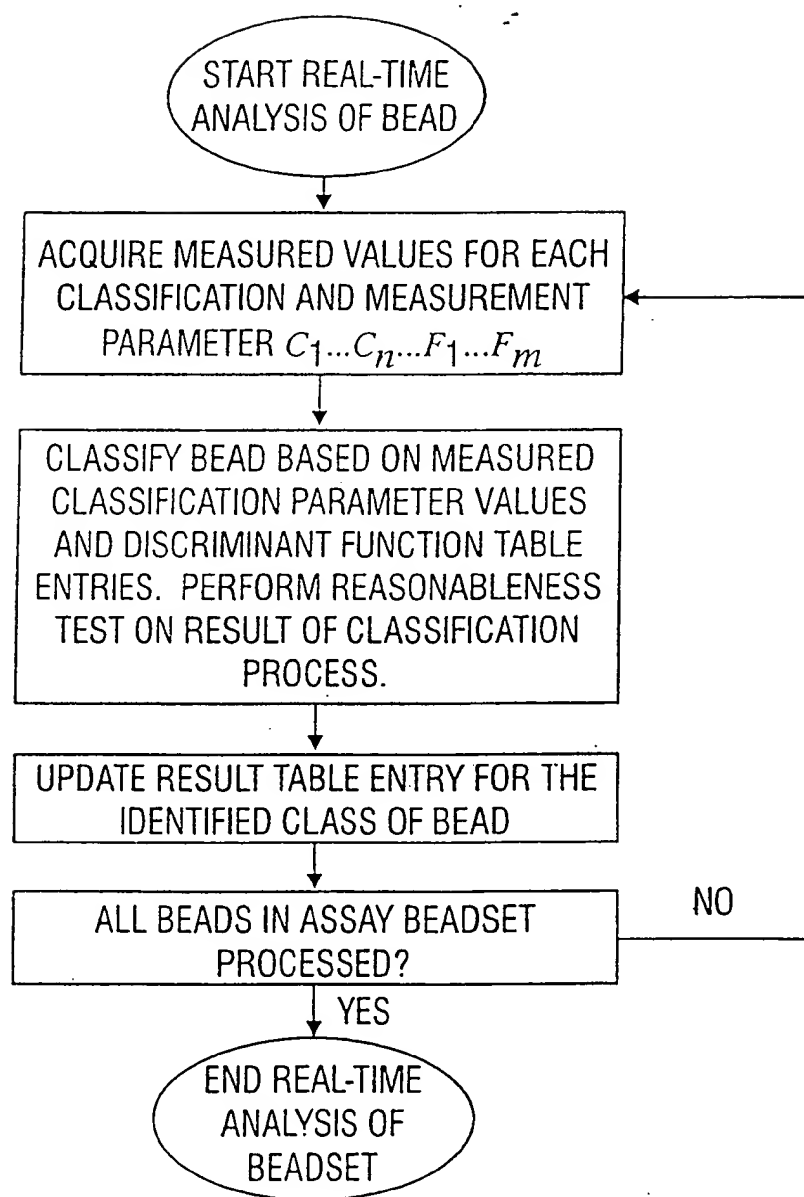 START REAL-TIME
ANALYSIS OF BEAD
ACQUIRE MEASURED VALUES FOR EACH
CLASSIFICATION AND MEASUREMENT
PARAMETER C1...Cn...F1...Fm
CLASSIFY BEAD BASED ON MEASURED
CLASSIFICATION PARAMETER VALUES
AND DISCRIMINANT FUNCTION TABLE
ENTRIES. PERFORM REASONABLENESS
TEST ON RESULT OF CLASSIFICATION
PROCESS.
UPDATE RESULT TABLE ENTRY FOR THE
IDENTIFIED CLASS OF BEAD
ALL BEADS IN ASSAY BEADSET
PROCESSED?
NO
YES
END REAL-TIME
ANALYSIS OF
BEADSET